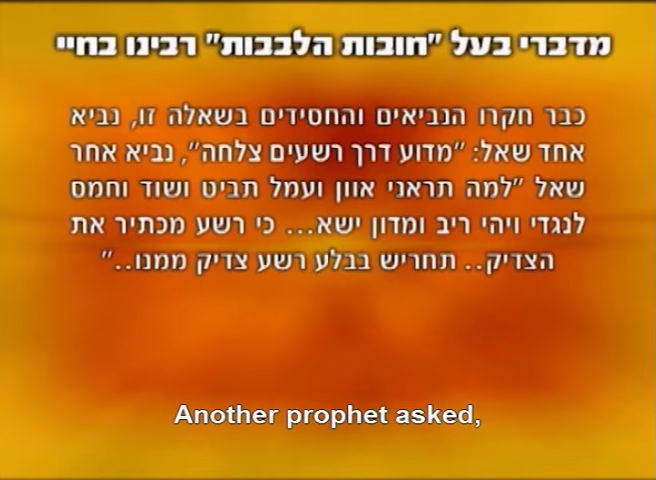 מדברי בעל "חובות הלבבות" רבינו בחיי
כבר חקרו הנביאים והחסידים בשאלה זו, נביא
אחד שאל: "מדוע דרך רשעים צלחה", נביא אחר
שאל "למה תראני אוון ועמל תביט ושוד וחמס
לנגדי ויהי ריב ומדון ישא... כי רשע מכתיר את
הצדיק.. תחריש בבלע רשע צדיק ממנו.."
Another prophet asked,